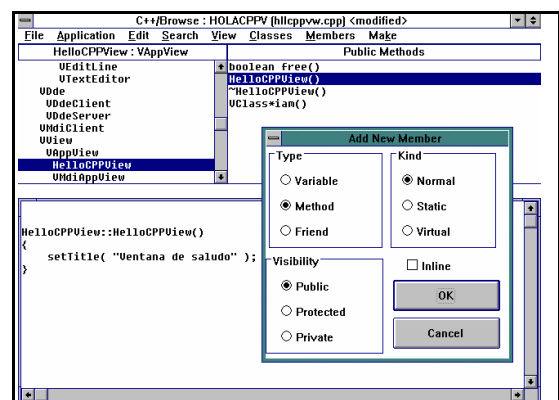 C++/Browse : HOLACPPV (hllcppvw.cpp) <modified>
File Application Edit Search View Classes Members Make
HelloCPPView : VAppView
Public Methods
VEditLine
VTextEditor
VDde
VDdeClient
VDdeServer
VMdiClient
VView
VAppView
HelloCPPView
VMdiAppView
boolean free()
HelloCPPView()
~HelloCPPView()
VClass*iam()
HelloCPPView::HelloCPPView()
{
setTitle( "Ventana de saludo" );
}
Add New Member
Type
Variable
Method
Friend
Kind
Normal
Static
Virtual
Visibility
Public
Protected
Private
Inline
OK
Cancel